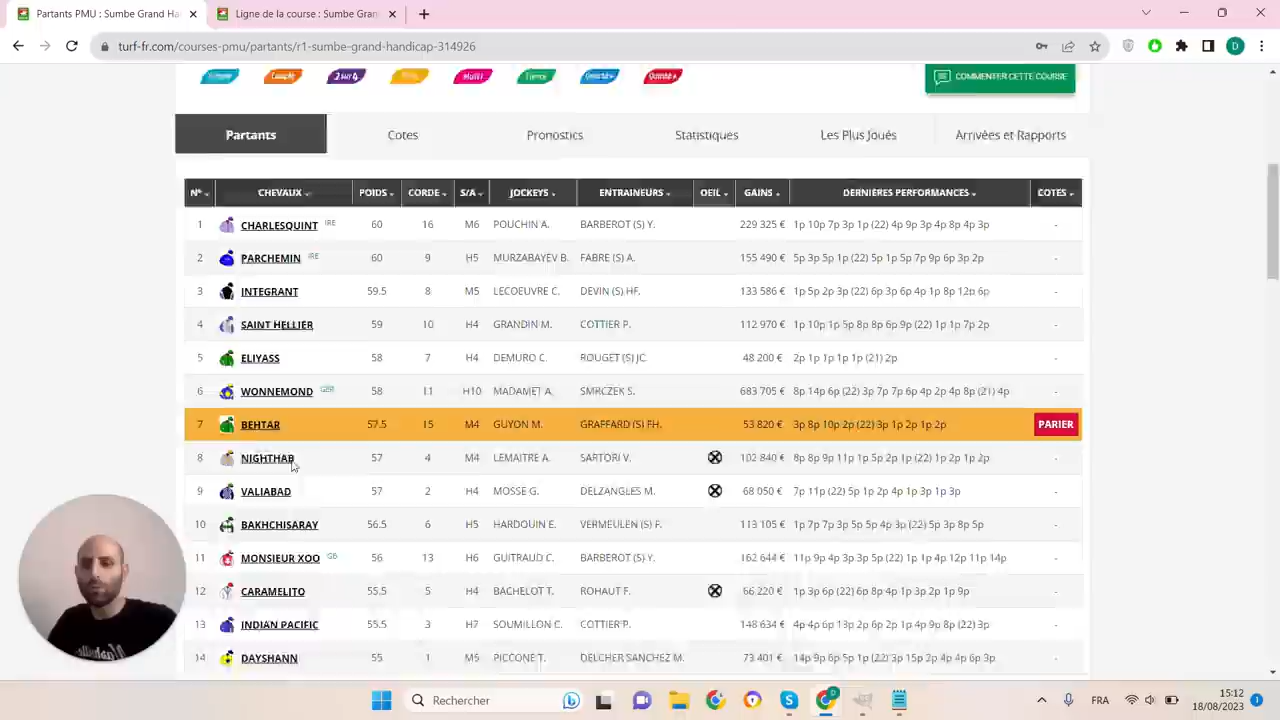 Partants PMU : Sumbe Grand Ha
Ligne de la course : Sumbe Gran
turf-fr.com/courses-pmu/partants/r1-sumbe-grand-handicap-314926
D
Couplé 2sur4 Multi Tiercé Quarté+ Quinté+
COMMENTER CETTE COURSE
Partants Cotes Pronostics Statistiques Les Plus Joués Arrivées et Rapports
N° CHEVAUX POIDS CORDE S/A JOCKEYS ENTRAINEURS OEIL GAINS DERNIÈRES PERFORMANCES COTES
1 CHARLESQUINT IRE 60 16 M6 POUCHIN A. BARBEROT (S) Y. 229 325 € 1p 10p 7p 3p 1p (22) 4p 9p 3p 4p 8p 4p 3p -
2 PARCHEMIN IRE 60 9 H5 MURZABAYEV B. FABRE (S) A. 155 490 € 5p 3p 5p 1p (22) 5p 1p 5p 7p 9p 6p 3p 2p -
3 INTEGRANT 59.5 8 M5 LECOEUVRE C. DEVIN (S) HF. 133 586 € 1p 5p 2p 3p (22) 6p 3p 6p 4p 1p 8p 12p 6p -
4 SAINT HELLIER 59 10 H4 GRANDIN M. COTTIER P. 112 970 € 1p 10p 1p 5p 8p 8p 6p 9p (22) 1p 1p 7p 2p -
5 ELIYASS 58 7 H4 DEMURO C. ROUGET (S) JC. 48 200 € 2p 1p 1p 1p 1p (21) 2p -
6 WONNEMOND GER 58 11 H10 MADAMET A. SMRCZEK S. 683 705 € 8p 14p 6p (22) 3p 7p 7p 6p 4p 2p 4p 8p (21) 4p -
7 BEHTAR 57.5 15 M4 GUYON M. GRAFFARD (S) FH. 53 820 € 3p 8p 10p 2p (22) 3p 1p 2p 1p 2p PARIER
8 NIGHTHAB 57 4 M4 LEMAITRE A. SARTORI V. 102 840 € 8p 8p 9p 11p 1p 5p 2p 1p (22) 1p 2p 1p 2p -
9 VALIABAD 57 2 H4 MOSSE G. DELZANGLES M. 68 050 € 7p 11p (22) 5p 1p 2p 4p 1p 3p 1p 3p -
10 BAKHCHISARAY 56.5 6 H5 HARDOUIN E. VERMEULEN (S) F. 113 105 € 1p 7p 7p 3p 5p 5p 4p 3p (22) 5p 3p 8p 5p -
11 MONSIEUR XOO GB 56 13 H6 GUITRAUD C. BARBEROT (S) Y. 162 644 € 11p 9p 4p 3p 3p 5p (22) 1p 1p 4p 12p 11p 14p -
12 CARAMELITO 55.5 5 H4 BACHELOT T. ROHAUT F. 66 220 € 1p 3p 6p (22) 6p 8p 4p 1p 3p 2p 1p 9p -
13 INDIAN PACIFIC 55.5 3 H7 SOUMILLON C. COTTIER P. 148 634 € 4p 4p 6p 13p 2p 6p 1p 4p 9p 8p (22) 3p -
14 DAYSHANN 55 1 M5 PICCONE T. DELCHER SANCHEZ M. 73 401 € 14p 9p 6p 5p 1p (22) 3p 15p 2p 4p 4p 6p 3p -
Rechercher
FRA
15:12
18/08/2023